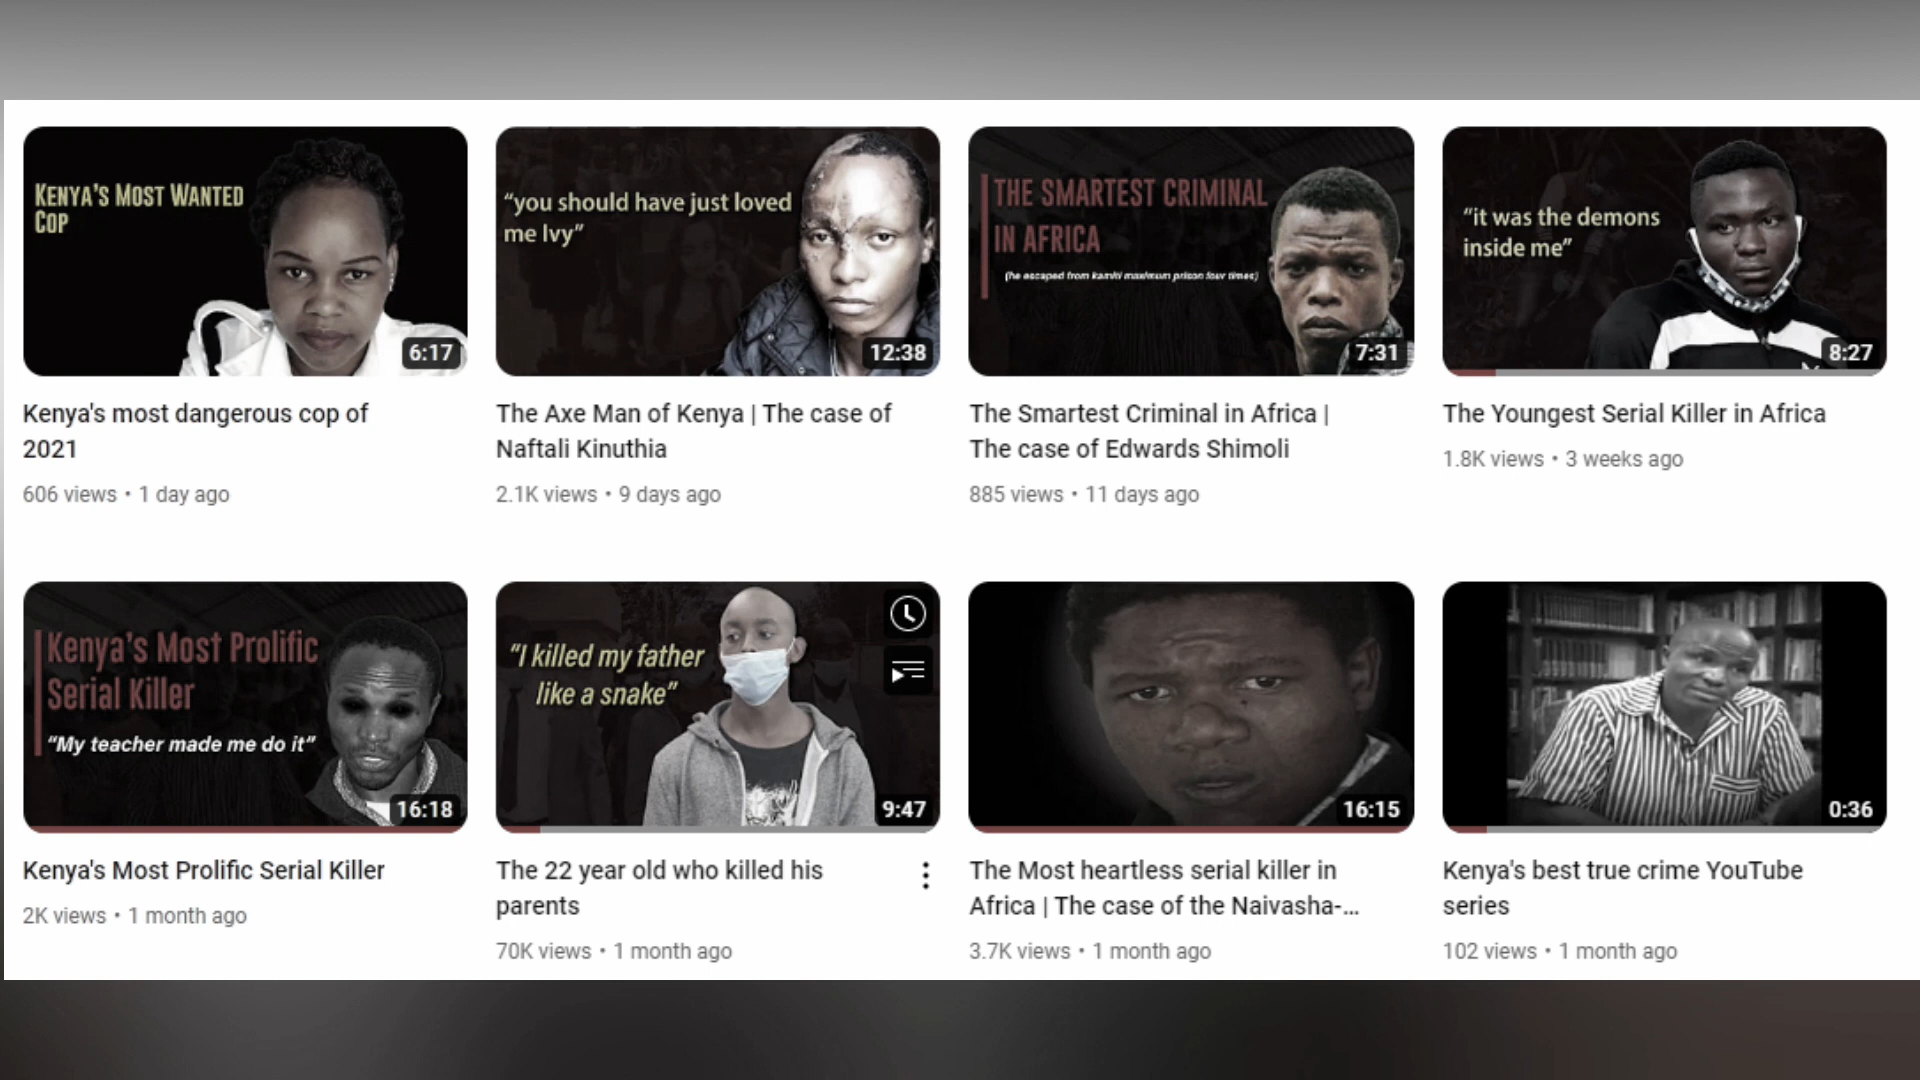 KENYA'S MOST WANTED
COP
6:17
"you should have just loved
me Ivy"
12:38
THE SMARTEST CRIMINAL
IN AFRICA
(he escaped from kamiti maximum prison four times)
7:31
"it was the demons
inside me"
8:27
Kenya's most dangerous cop of
2021
606 views • 1 day ago
The Axe Man of Kenya | The case of
Naftali Kinuthia
2.1K views • 9 days ago
The Smartest Criminal in Africa |
The case of Edwards Shimoli
885 views • 11 days ago
The Youngest Serial Killer in Africa
1.8K views • 3 weeks ago
Kenya's Most Prolific
Serial Killer
"My teacher made me do it"
16:18
"I killed my father
like a snake"
9:47
16:15
0:36
Kenya's Most Prolific Serial Killer
2K views • 1 month ago
The 22 year old who killed his
parents
70K views • 1 month ago
The Most heartless serial killer in
Africa | The case of the Naivasha-...
3.7K views • 1 month ago
Kenya's best true crime YouTube
series
102 views • 1 month ago